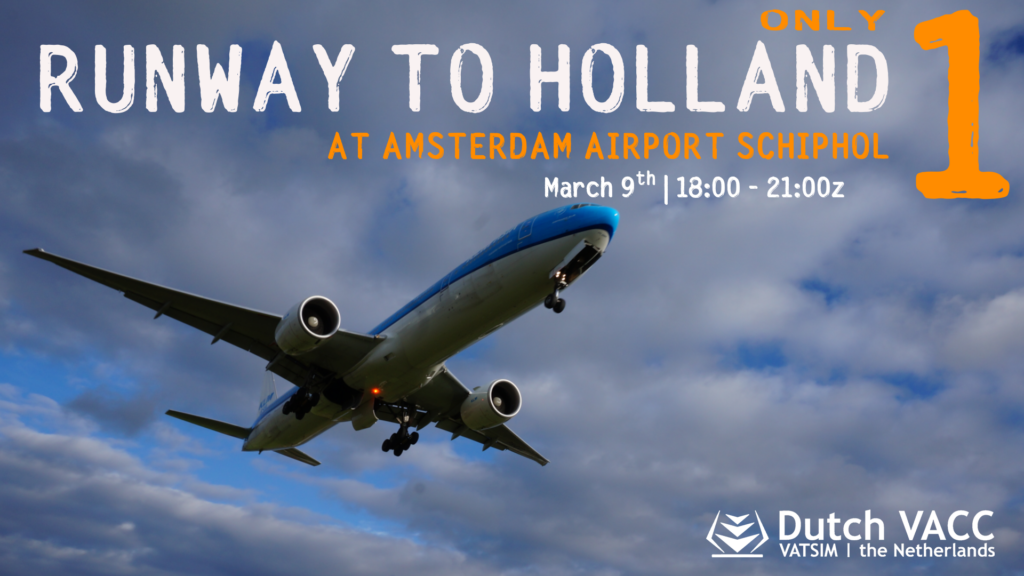 ONLY
1
RUNWAY TO HOLLAND
AT AMSTERDAM AIRPORT SCHIPHOL
March 9th | 18:00 - 21:00z
Dutch VACC
VATSIM | the Netherlands